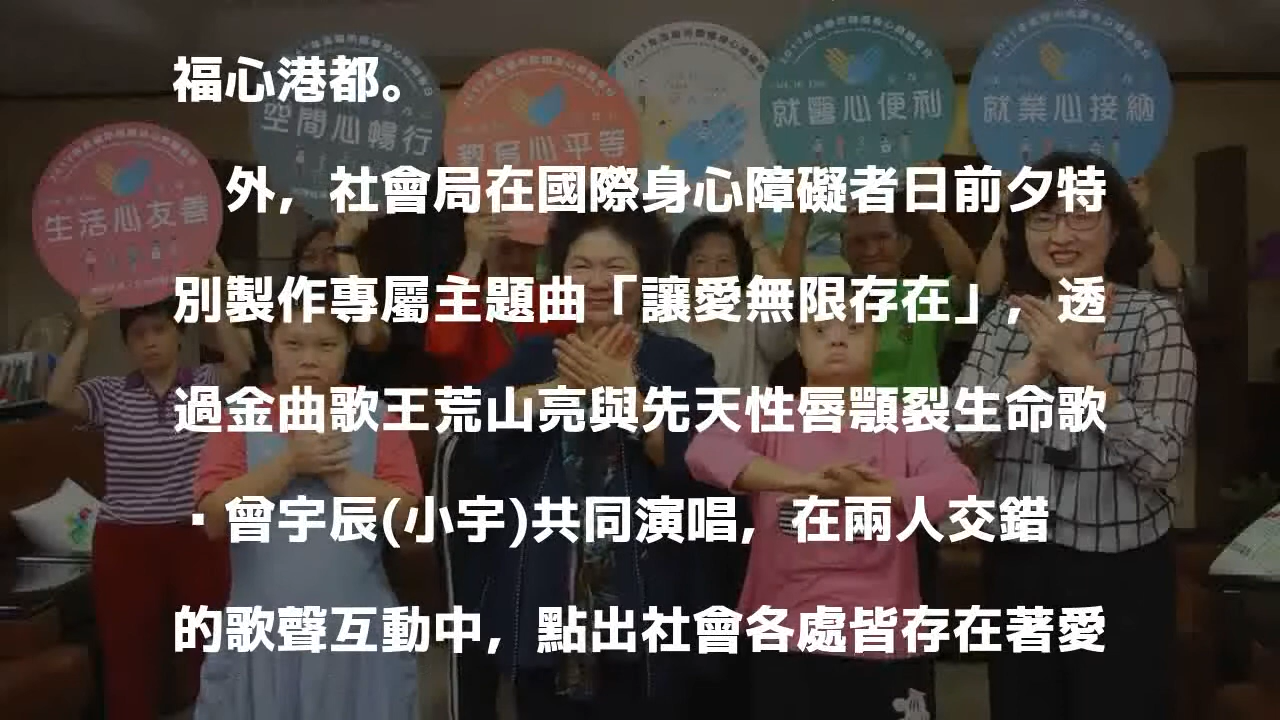 福心港都。
外，社會局在國際身心障礙者日前夕特
別製作專屬主題曲「讓愛無限存在」，透
過金曲歌王荒山亮與先天性唇顎裂生命歌
·曾宇辰(小宇)共同演唱，在兩人交錯
的歌聲互動中，點出社會各處皆存在著愛
空間心暢行
教育心平等
就醫心便利
就業心接納
生活心友善